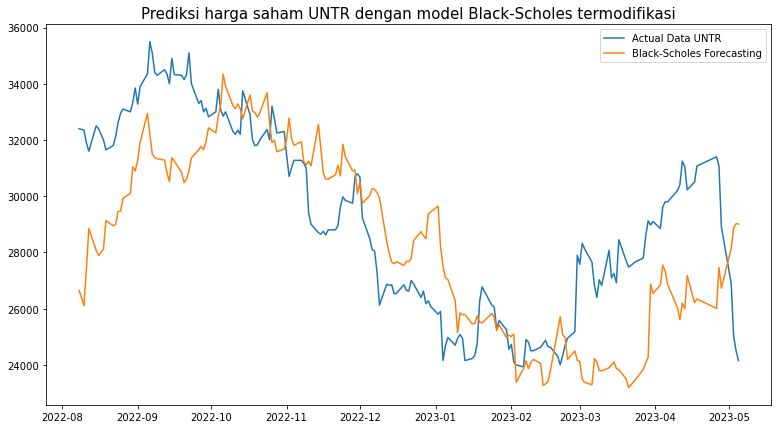 Prediksi harga saham UNTR dengan model Black-Scholes termodifikasi
Actual Data UNTR
Black-Scholes Forecasting
36000
34000
32000
30000
28000
26000
24000
2022-08 2022-09 2022-10 2022-11 2022-12 2023-01 2023-02 2023-03 2023-04 2023-05